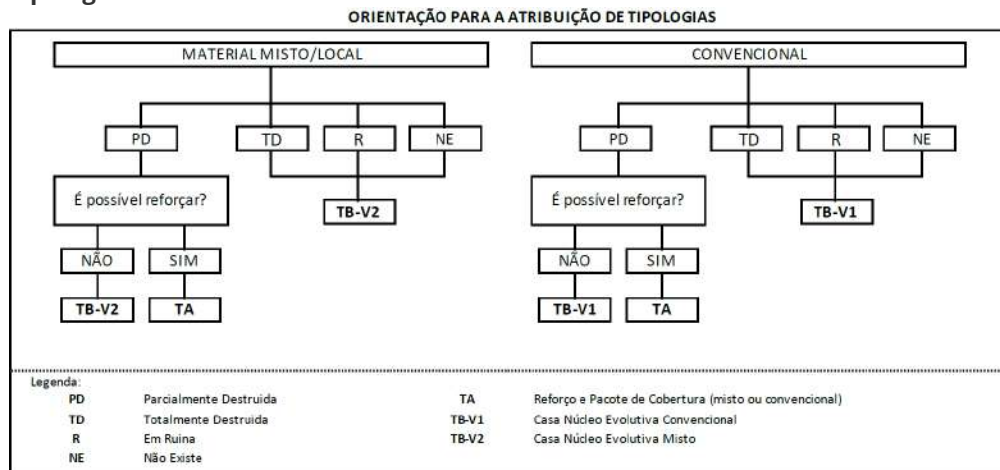 ORIENTAÇÃO PARA A ATRIBUIÇÃO DE TIPOLOGIAS
MATERIAL MISTO/LOCAL CONVENCIONAL
PD TD R NE PD TD R NE
É possível reforçar? É possível reforçar?
TB-V2 TB-V1
NÃO SIM NÃO SIM
TB-V2 TA TB-V1 TA
Legenda:
PD Parcialmente Destruida TA Reforço e Pacote de Cobertura (misto ou convencional)
TD Totalmente Destruida TB-V1 Casa Núcleo Evolutiva Convencional
R Em Ruina TB-V2 Casa Núcleo Evolutiva Misto
NE Não Existe